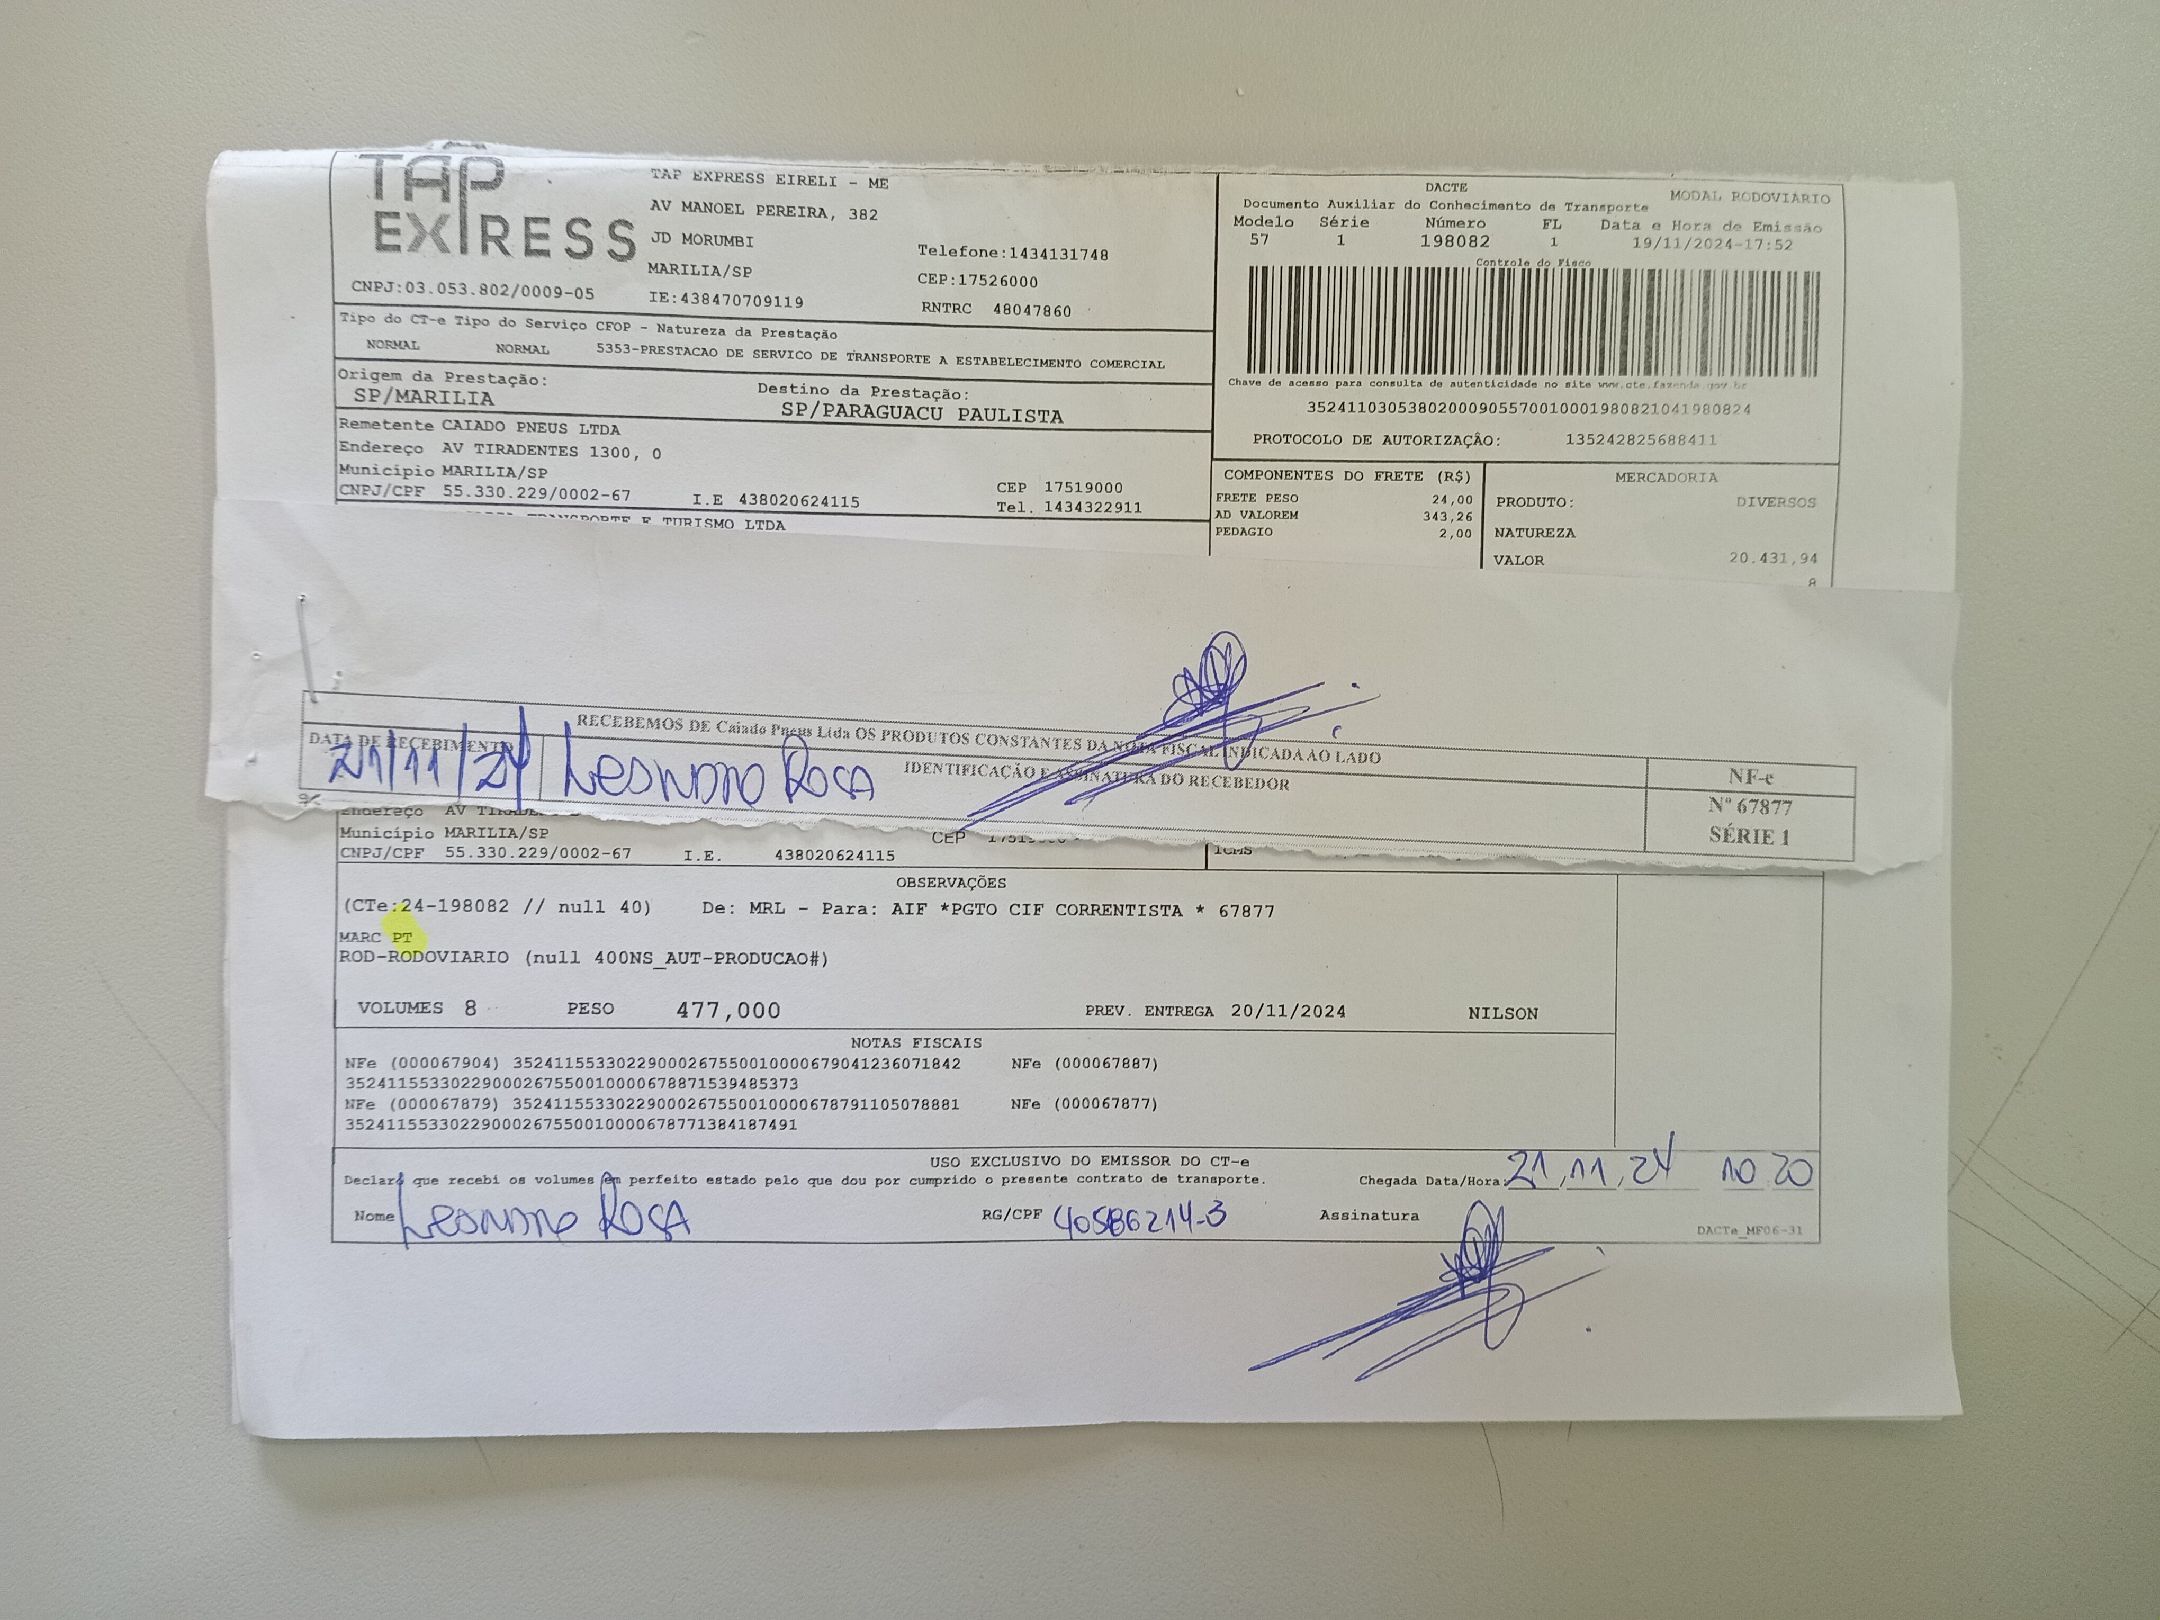 TAP
EXPRESS
CNPJ:03.053.802/0009-05
TAP EXPRESS EIRELI - ME
AV MANOEL PEREIRA, 382
JD MORUMBI
MARILIA/SP
IE:438470709119
Telefone:1434131748
CEP:17526000
RNTRC 48047860
DACTE
MODAL RODOVIÁRIO
Documento Auxiliar do Conhecimento de Transporte
Modelo Série Número FL Data e Hora de Emissão
57 1 198082 1 19/11/2024-17:52
Controle do Fisco
Chave de acesso para consulta de autenticidade no site www.cte.fazenda.gov.br
35241103053802000905570010001980821041980824
PROTOCOLO DE AUTORIZAÇÃO: 135242825688411
Tipo do CT-e Tipo do Serviço CFOP - Natureza da Prestação
NORMAL NORMAL 5353-PRESTACAO DE SERVICO DE TRANSPORTE A ESTABELECIMENTO COMERCIAL
Origem da Prestação: Destino da Prestação:
SP/MARILIA SP/PARAGUACU PAULISTA
Remetente CAIADO PNEUS LTDA
Endereço AV TIRADENTES 1300, 0
Município MARILIA/SP
CEP 17519000
CNPJ/CPF 55.330.229/0002-67 I.E 438020624115 Tel. 1434322911
TRANSPORTE E TURISMO LTDA
COMPONENTES DO FRETE (R$)
FRETE PESO 24,00
AD VALOREM 343,26
PEDAGIO 2,00
MERCADORIA
PRODUTO: DIVERSOS
NATUREZA
VALOR 20.431,94
RECEBEMOS DE Caiado Pneus Ltda OS PRODUTOS CONSTANTES DA NOTA FISCAL INDICADA AO LADO
DATA DE RECEBIMENTO
IDENTIFICAÇÃO E ASSINATURA DO RECEBEDOR
21/11/24 Leandro Rosa
NF-e
Nº 67877
SÉRIE 1
Endereço AV
Município MARILIA/SP CEP
CNPJ/CPF 55.330.229/0002-67 I.E. 438020624115
ICMS
OBSERVAÇÕES
(CTe:24-198082 // null 40) De: MRL - Para: AIF *PGTO CIF CORRENTISTA * 67877
MARC PT
ROD-RODOVIARIO (null 400NS_AUT-PRODUCAO#)
VOLUMES 8 PESO 477,000 PREV. ENTREGA 20/11/2024 NILSON
NOTAS FISCAIS
NFe (000067904) 35241155330229000267550010000679041236071842 NFe (000067887)
35241155330229000267550010000678871539485373
NFe (000067879) 35241155330229000267550010000678791105078881 NFe (000067877)
35241155330229000267550010000678771384187491
USO EXCLUSIVO DO EMISSOR DO CT-e
Declaro que recebi os volumes em perfeito estado pelo que dou por cumprido o presente contrato de transporte. Chegada Data/Hora: 21 11 24 10 20
Nome Leandro Rosa RG/CPF 40586214-3 Assinatura
DACTe_MF06-31